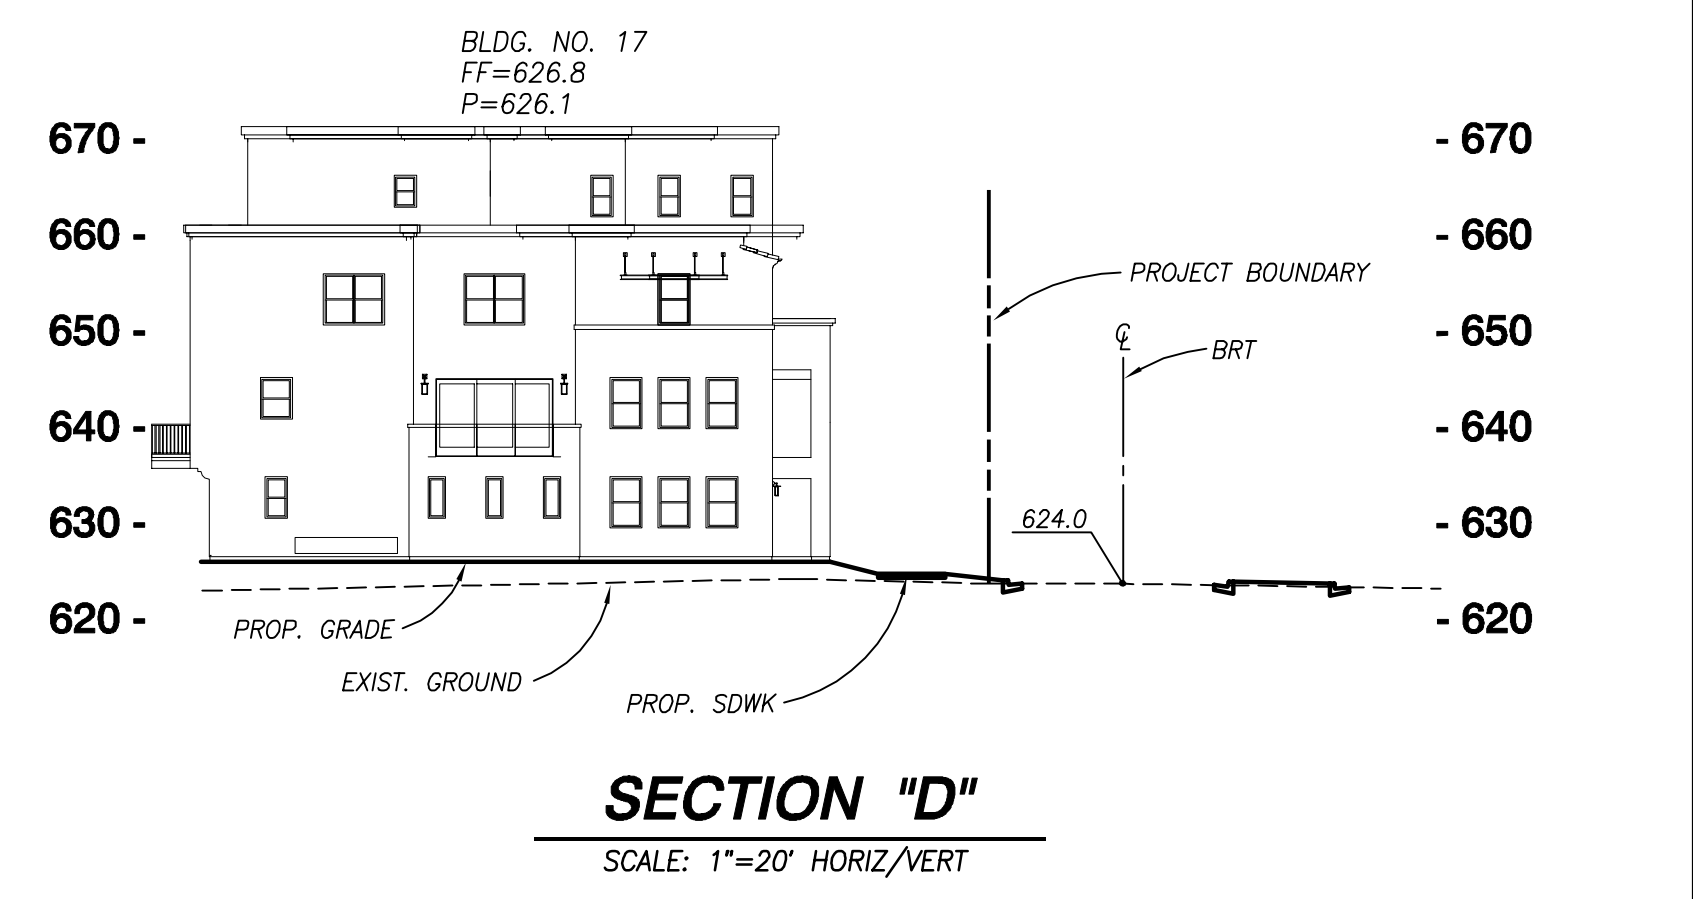 BLDG. NO. 17
FF=626.8
P=626.1
670 -
- 670
660 -
- 660
PROJECT BOUNDARY
650 -
- 650
℄
BRT
640 -
- 640
630 -
- 630
624.0
620 -
- 620
PROP. GRADE
EXIST. GROUND
PROP. SDWK
SECTION "D"
SCALE: 1"=20' HORIZ/VERT